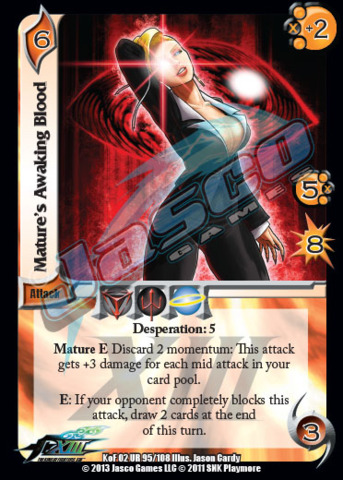 6
+2
Mature's Awaking Blood
Jasco
GAMES
5
8
Attack
Desperation: 5
Mature E Discard 2 momentum: This attack
gets +3 damage for each mid attack in your
card pool.
E: If your opponent completely blocks this
attack, draw 2 cards at the end
of this turn.
XIII
3
KoF 02 UR 95/108 Illus. Jason Cardy
© 2013 Jasco Games LLC © 2011 SNK Playmore